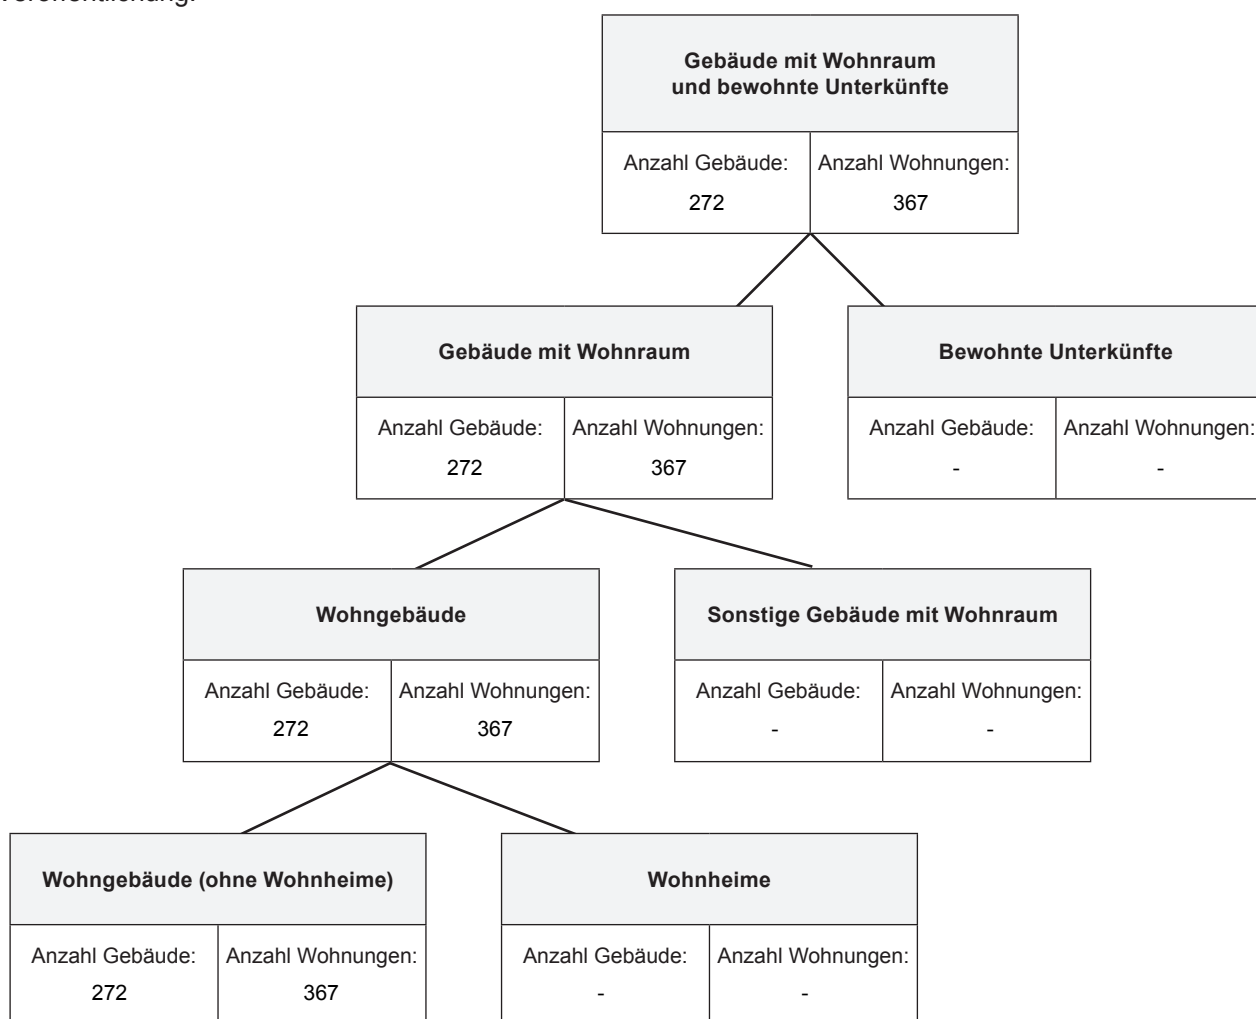 Veröffentlichung.
Gebäude mit Wohnraum
und bewohnte Unterkünfte
Anzahl Gebäude: Anzahl Wohnungen:
272 367
Gebäude mit Wohnraum
Anzahl Gebäude: Anzahl Wohnungen:
272 367
Bewohnte Unterkünfte
Anzahl Gebäude: Anzahl Wohnungen:
- -
Wohngebäude
Anzahl Gebäude: Anzahl Wohnungen:
272 367
Sonstige Gebäude mit Wohnraum
Anzahl Gebäude: Anzahl Wohnungen:
- -
Wohngebäude (ohne Wohnheime)
Anzahl Gebäude: Anzahl Wohnungen:
272 367
Wohnheime
Anzahl Gebäude: Anzahl Wohnungen:
- -